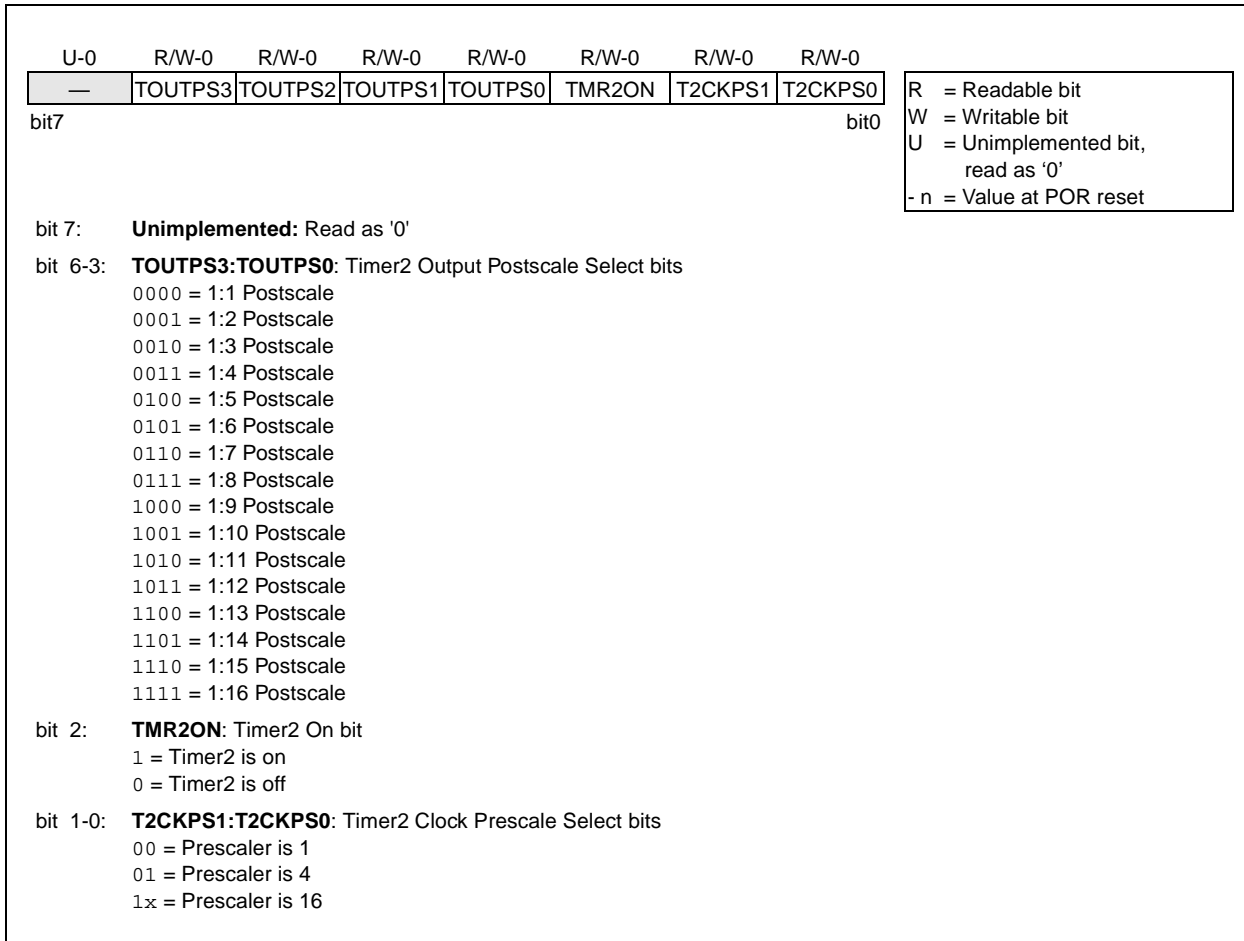 U-0 R/W-0 R/W-0 R/W-0 R/W-0 R/W-0 R/W-0 R/W-0
— TOUTPS3 TOUTPS2 TOUTPS1 TOUTPS0 TMR2ON T2CKPS1 T2CKPS0
bit7 bit0
R = Readable bit
W = Writable bit
U = Unimplemented bit,
read as ‘0’
- n = Value at POR reset
bit 7: Unimplemented: Read as '0'
bit 6-3: TOUTPS3:TOUTPS0: Timer2 Output Postscale Select bits
0000 = 1:1 Postscale
0001 = 1:2 Postscale
0010 = 1:3 Postscale
0011 = 1:4 Postscale
0100 = 1:5 Postscale
0101 = 1:6 Postscale
0110 = 1:7 Postscale
0111 = 1:8 Postscale
1000 = 1:9 Postscale
1001 = 1:10 Postscale
1010 = 1:11 Postscale
1011 = 1:12 Postscale
1100 = 1:13 Postscale
1101 = 1:14 Postscale
1110 = 1:15 Postscale
1111 = 1:16 Postscale
bit 2: TMR2ON: Timer2 On bit
1 = Timer2 is on
0 = Timer2 is off
bit 1-0: T2CKPS1:T2CKPS0: Timer2 Clock Prescale Select bits
00 = Prescaler is 1
01 = Prescaler is 4
1x = Prescaler is 16